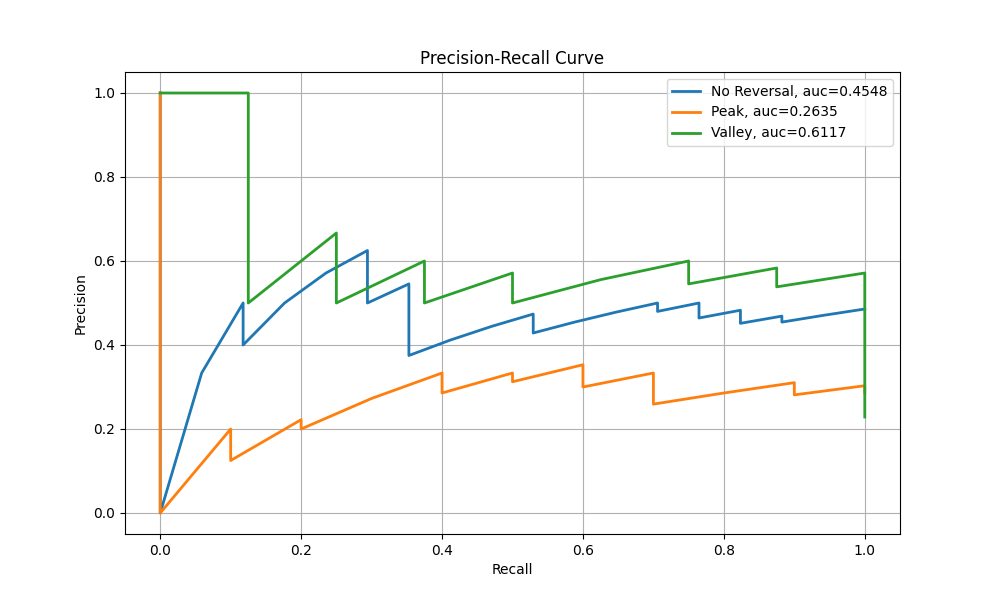 Precision-Recall Curve
No Reversal, auc=0.4548
Peak, auc=0.2635
Valley, auc=0.6117
Precision
1.0
0.8
0.6
0.4
0.2
0.0
0.0 0.2 0.4 0.6 0.8 1.0
Recall